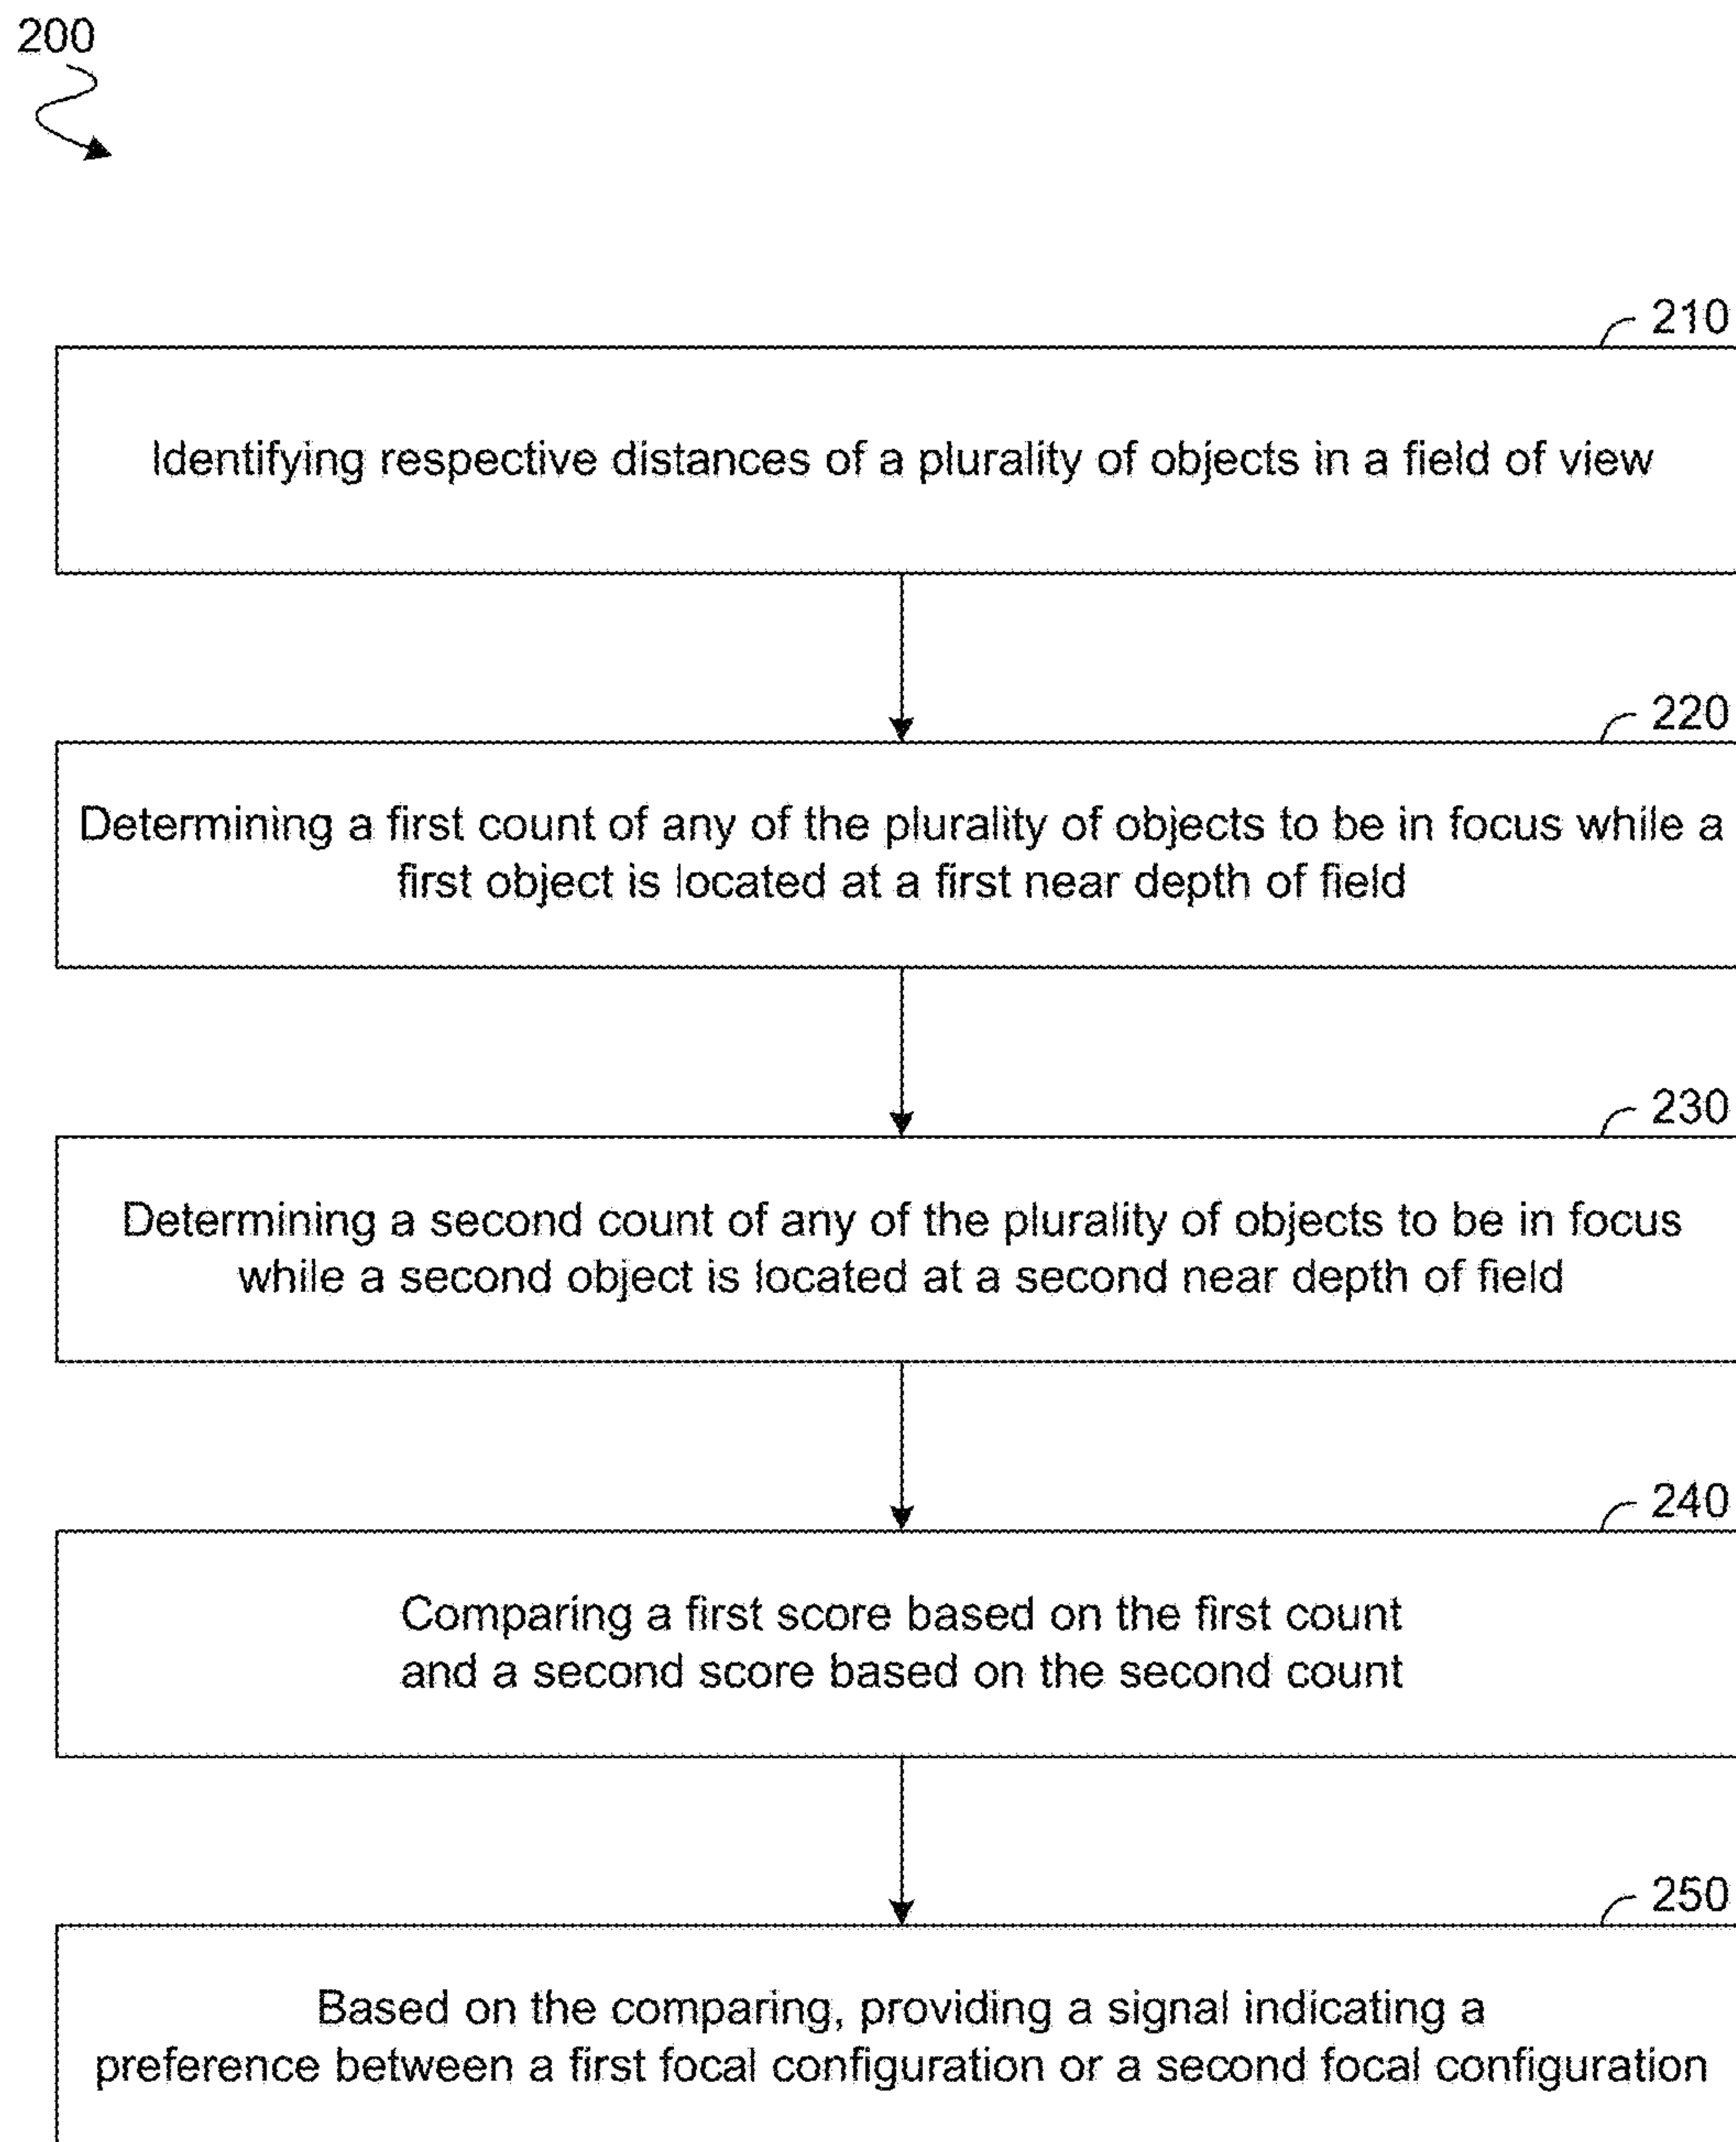 200
210
Identifying respective distances of a plurality of objects in a field of view
220
Determining a first count of any of the plurality of objects to be in focus while a
first object is located at a first near depth of field
230
Determining a second count of any of the plurality of objects to be in focus
while a second object is located at a second near depth of field
240
Comparing a first score based on the first count
and a second score based on the second count
250
Based on the comparing, providing a signal indicating a
preference between a first focal configuration or a second focal configuration